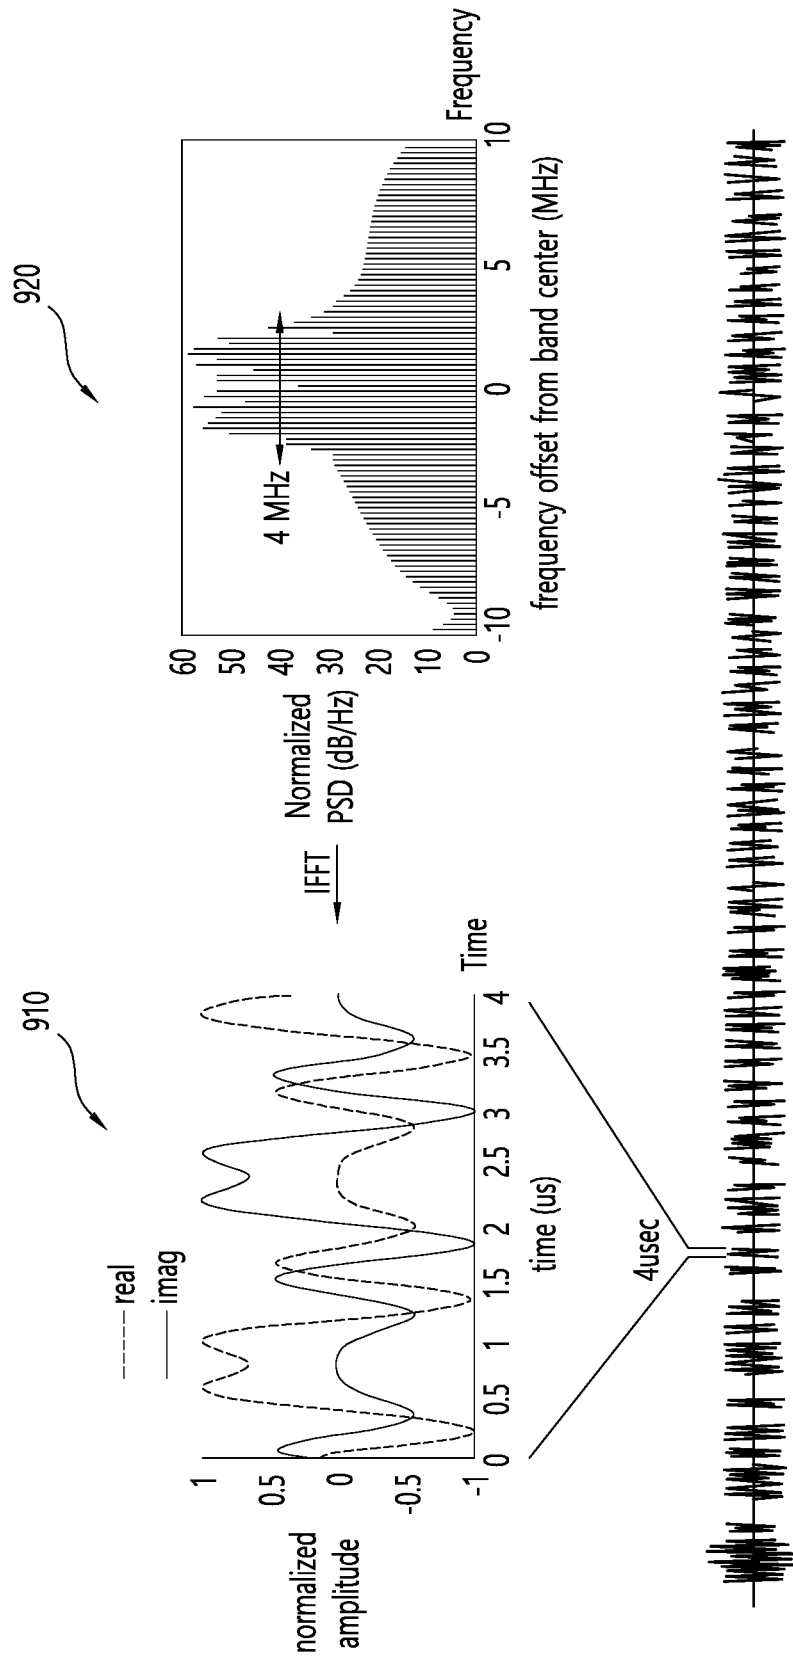 910
real
imag
normalized
amplitude
1
0.5
0
-0.5
-1
0
0.5
1
1.5
2
2.5
3
3.5
4
Time
time (us)
IFFT
920
Normalized
PSD (dB/Hz)
60
50
40
30
20
10
0
4 MHz
-10
-5
0
5
10
Frequency
frequency offset from band center (MHz)
4usec